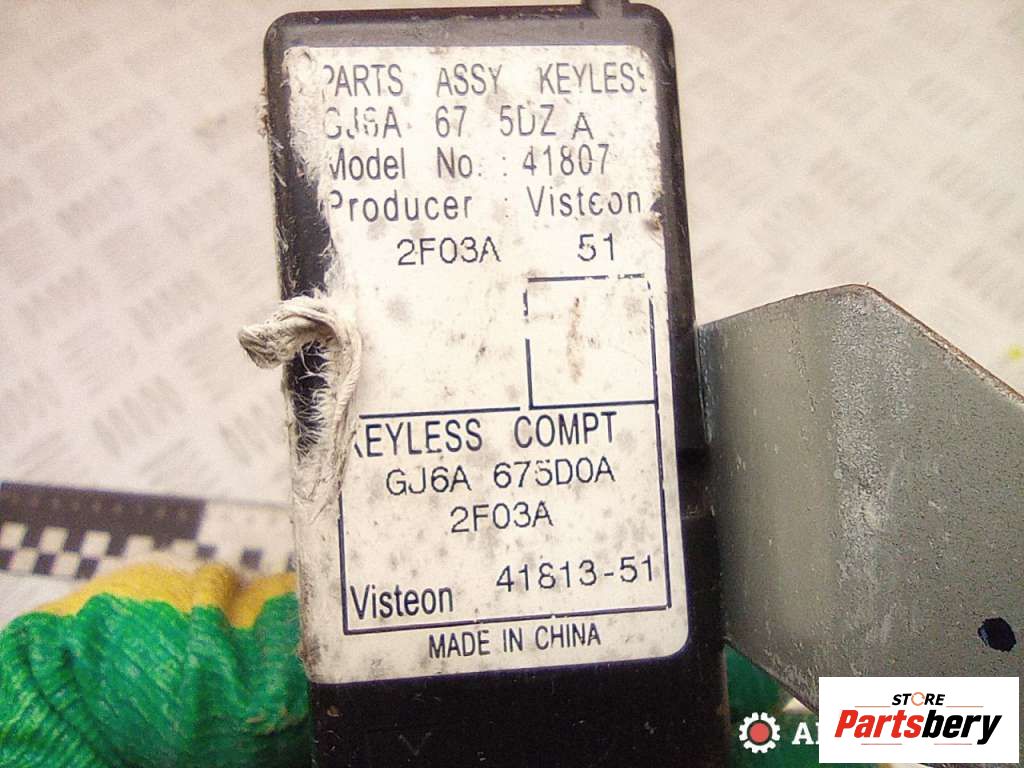 PARTS ASSY KEYLESS
GJ6A 67 5DZ A
Model No. : 41807
Producer : Visteon
2F03A 51
KEYLESS COMPT
GJ6A 675D0A
2F03A
Visteon 41813-51
MADE IN CHINA
STORE
Partsbery